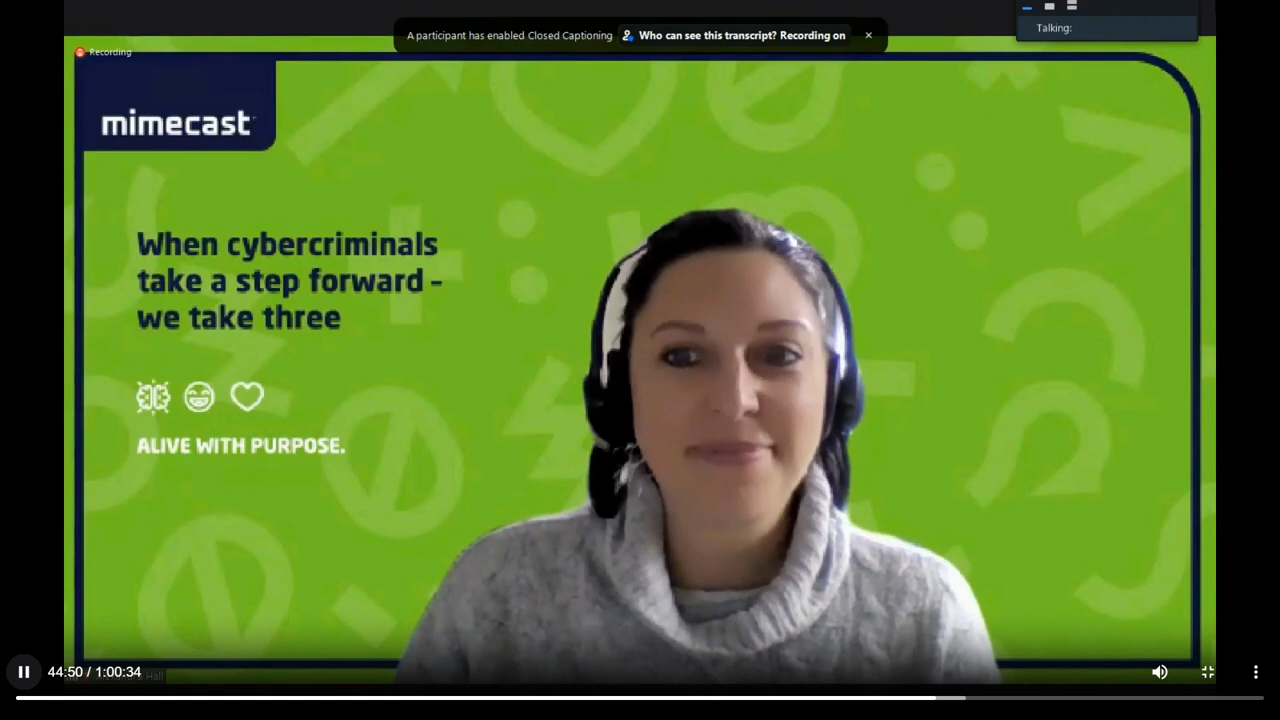 A participant has enabled Closed Captioning Who can see this transcript? Recording on ×
Talking:
Recording
mimecast
When cybercriminals
take a step forward –
we take three
ALIVE WITH PURPOSE.
44:50 / 1:00:34
Hall